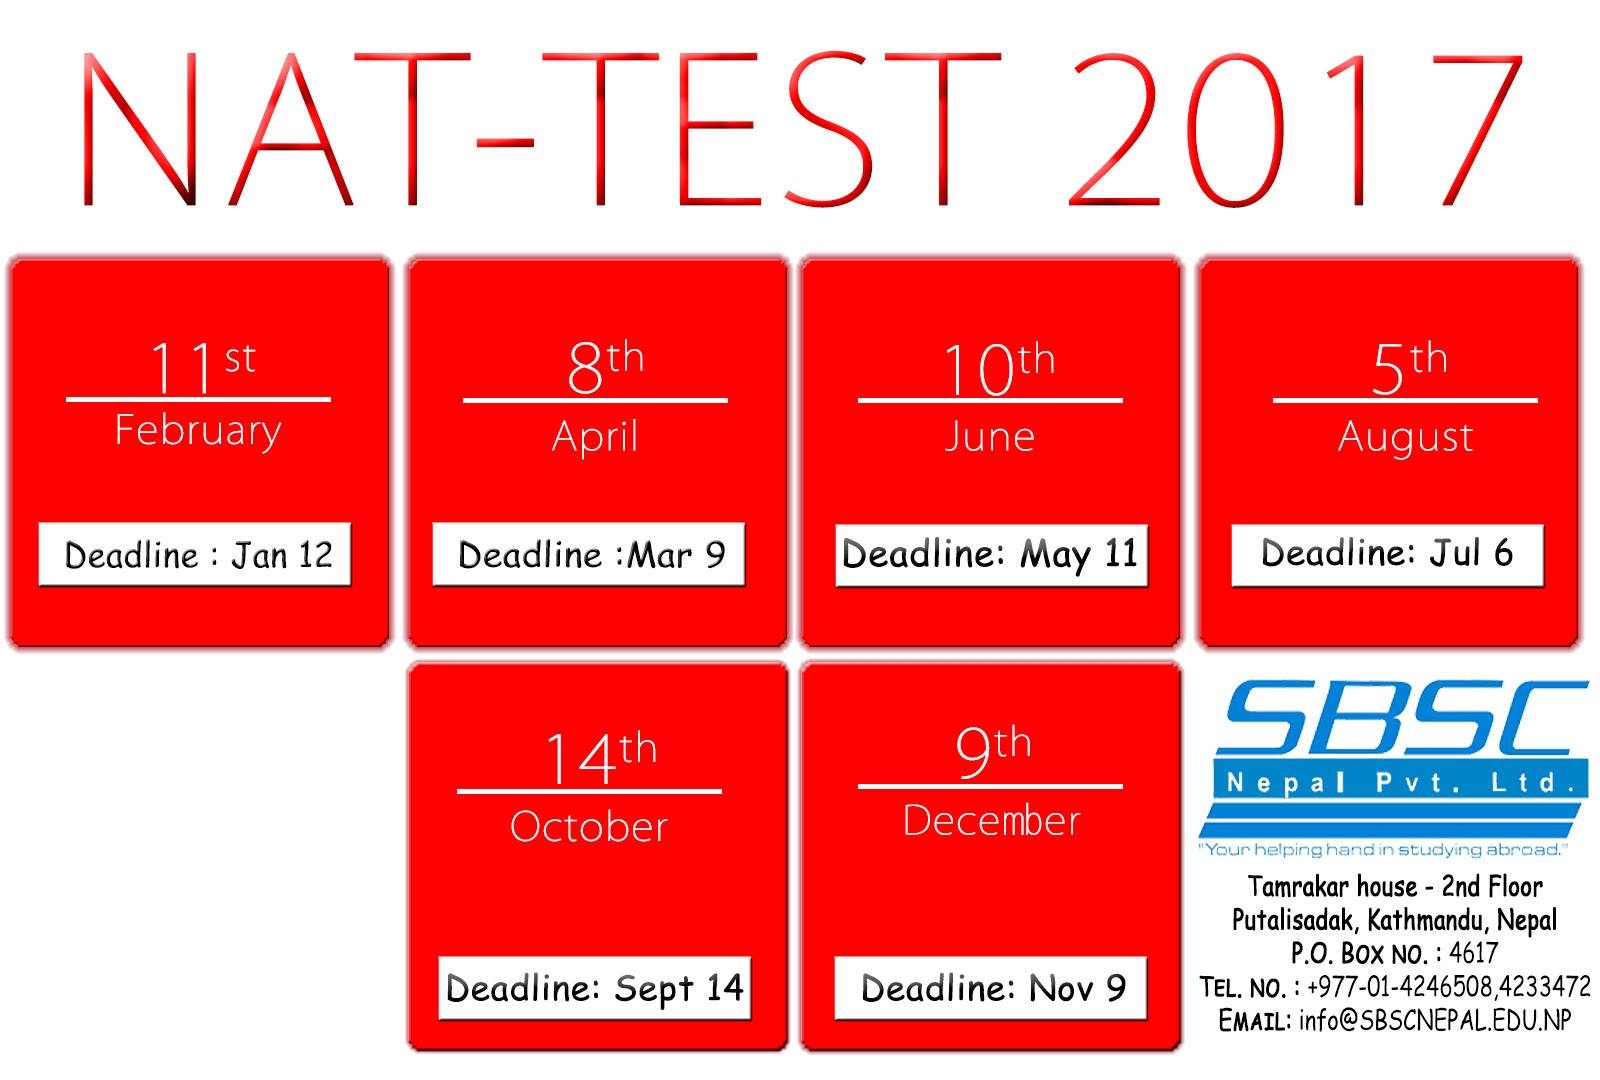 NAT-TEST 2017
11st
February
Deadline : Jan 12
8th
April
Deadline :Mar 9
10th
June
Deadline: May 11
5th
August
Deadline: Jul 6
14th
October
Deadline: Sept 14
9th
December
Deadline: Nov 9
SBSC
Nepal Pvt. Ltd.
"Your helping hand in studying abroad."
Tamrakar house - 2nd Floor
Putalisadak, Kathmandu, Nepal
P.O. BOX NO. : 4617
TEL. NO. : +977-01-4246508,4233472
EMAIL: info@SBSCNEPAL.EDU.NP